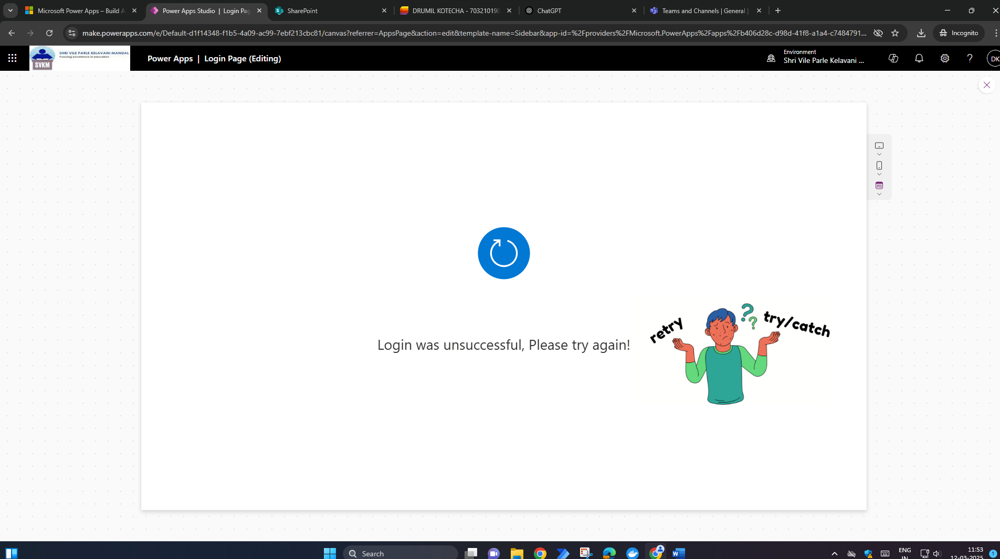 Microsoft Power Apps – Build A
Power Apps Studio | Login Pag
SharePoint
DRUMIL KOTECHA - 703210190
ChatGPT
Teams and Channels | General |
make.powerapps.com/e/Default-d1f14348-f1b5-4a09-ac99-7ebf213cbc81/canvas?referrer=AppsPage&action=edit&template-name=Sidebar&app-id=%2Fproviders%2FMicrosoft.PowerApps%2Fapps%2Fb406d28c-d98d-41f8-a1a4-c7484791...
Incognito
SHRI VILE PARLE KELAVANI MANDAL
Pursuing excellence in education
SVKM
Power Apps | Login Page (Editing)
Environment
Shri Vile Parle Kelavani ...
DK
retry
try/catch
Login was unsuccessful, Please try again!
Search
ENG
IN
11:53
12-03-2025
1